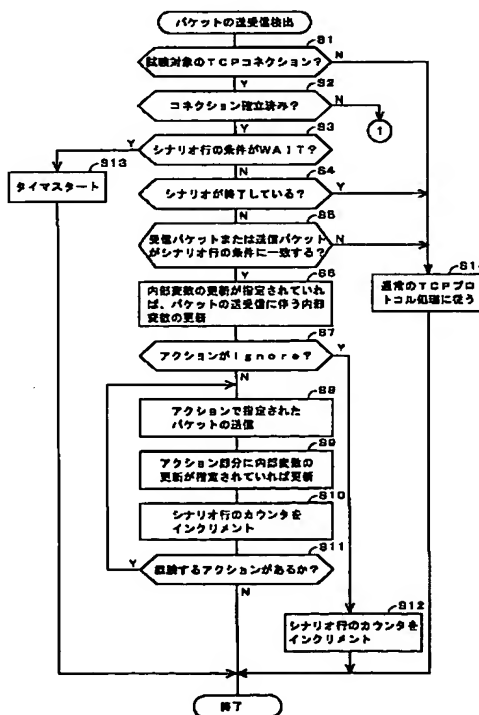 パケットの送受信検出
S1
試験対象のTCPコネクション?
N
Y
S2
コネクション確立済み?
N
Y
1
S3
シナリオ行の条件がWAIT?
Y
N
S13
タイマスタート
S4
シナリオが終了している?
Y
N
S5
受信パケットまたは送信パケット
がシナリオ行の条件に一致する?
N
Y
S14
通常のTCPプロ
トコル処理に従う
S6
内部変数の更新が指定されていれ
ば、パケットの送受信に伴う内部
変数の更新
S7
アクションがIgnore?
Y
N
S8
アクションで指定された
パケットの送信
S9
アクション部分に内部変数の
更新が指定されていれば更新
S10
シナリオ行のカウンタを
インクリメント
S11
継続するアクションがあるか?
Y
N
S12
シナリオ行のカウンタを
インクリメント
終了